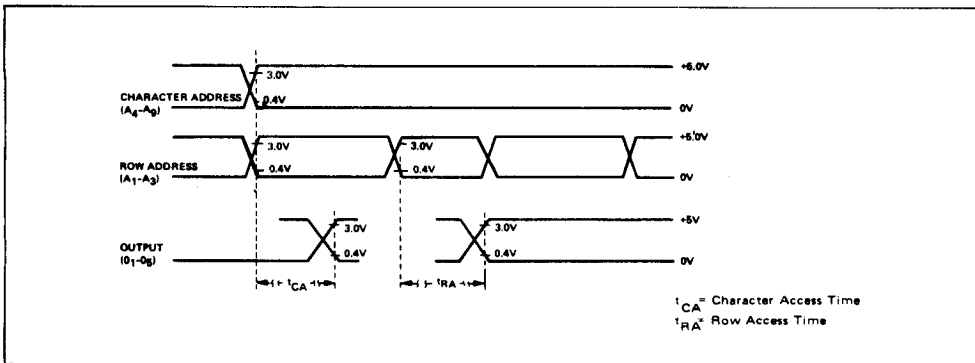 +5.0V
3.0V
CHARACTER ADDRESS
(A4-A9)
0.4V
0V
+5.0V
3.0V
3.0V
ROW ADDRESS
(A1-A3)
0.4V
0.4V
0V
+5V
3.0V
3.0V
OUTPUT
(01-05)
0.4V
0.4V
0V
tCA
tRA
tCA = Character Access Time
tRA = Row Access Time